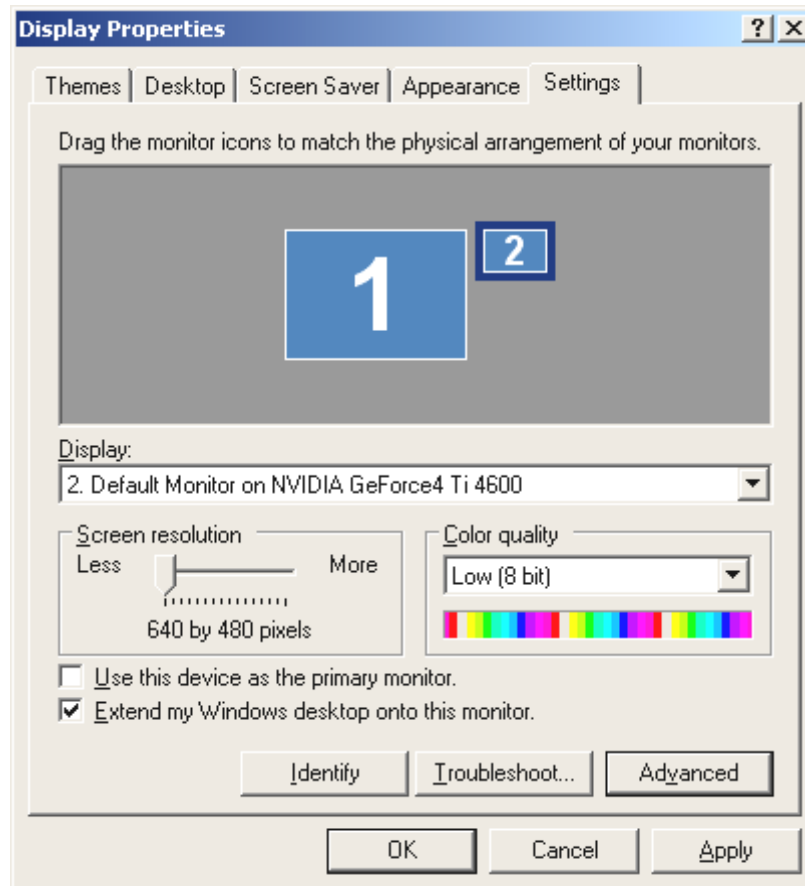 Display Properties
Themes Desktop Screen Saver Appearance Settings
Drag the monitor icons to match the physical arrangement of your monitors.
1 2
Display:
2. Default Monitor on NVIDIA GeForce4 Ti 4600
Screen resolution Color quality
Less More Low (8 bit)
640 by 480 pixels
Use this device as the primary monitor.
Extend my Windows desktop onto this monitor.
Identify Troubleshoot... Advanced
OK Cancel Apply